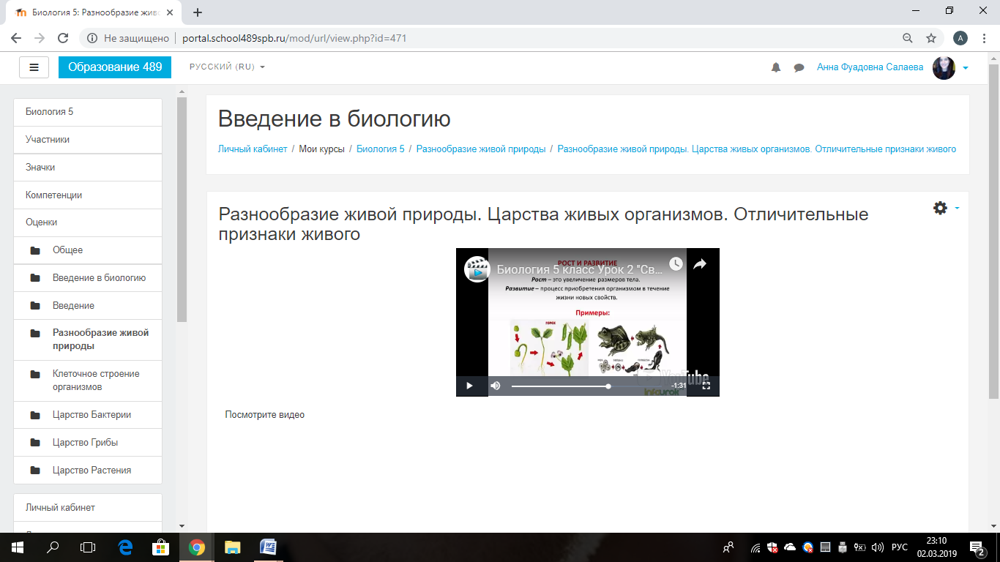 Биология 5: Разнообразие живо
Не защищено
portal.school489spb.ru/mod/url/view.php?id=471
A
Образование 489
РУССКИЙ (RU)
Анна Фуадовна Салаева
Биология 5
Участники
Значки
Компетенции
Оценки
Общее
Введение в биологию
Введение
Разнообразие живой
природы
Клеточное строение
организмов
Царство Бактерии
Царство Грибы
Царство Растения
Личный кабинет
Введение в биологию
Личный кабинет / Мои курсы / Биология 5 / Разнообразие живой природы / Разнообразие живой природы. Царства живых организмов. Отличительные признаки живого
Разнообразие живой природы. Царства живых организмов. Отличительные
признаки живого
РОСТ И РАЗВИТИЕ
Биология 5 класс Урок 2 "Св...
Рост – это увеличение размеров тела.
Развитие – процесс приобретения организмом в течение
жизни новых свойств.
Примеры:
ГОРОХ
YouTube
-1:31
infourok
Посмотрите видео
РУС
23:10
02.03.2019
2